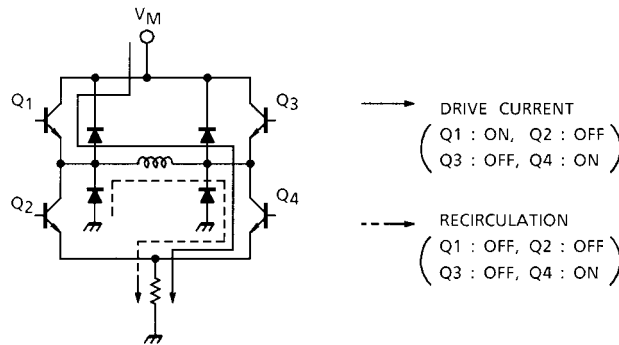 VM
Q1
Q3
Q2
Q4
DRIVE CURRENT
( Q1 : ON, Q2 : OFF
Q3 : OFF, Q4 : ON )
RECIRCULATION
( Q1 : OFF, Q2 : OFF
Q3 : OFF, Q4 : ON )